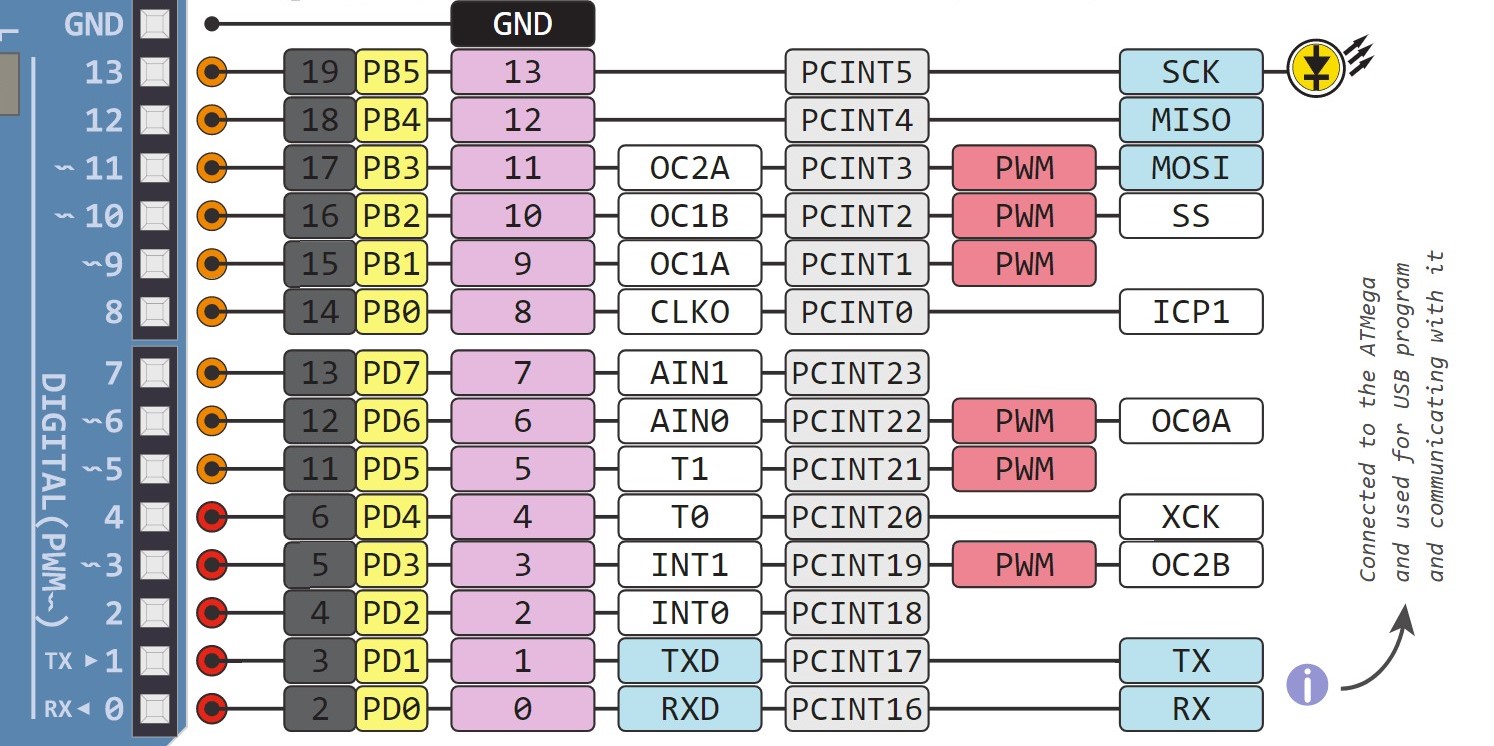 GND GND
13 19 PB5 13 PCINT5 SCK
12 18 PB4 12 PCINT4 MISO
~11 17 PB3 11 OC2A PCINT3 PWM MOSI
~10 16 PB2 10 OC1B PCINT2 PWM SS
~9 15 PB1 9 OC1A PCINT1 PWM
8 14 PB0 8 CLKO PCINT0 ICP1
7 13 PD7 7 AIN1 PCINT23
~6 12 PD6 6 AIN0 PCINT22 PWM OC0A
~5 11 PD5 5 T1 PCINT21 PWM
4 6 PD4 4 T0 PCINT20 XCK
~3 5 PD3 3 INT1 PCINT19 PWM OC2B
2 4 PD2 2 INT0 PCINT18
TX ▶ 1 3 PD1 1 TXD PCINT17 TX
RX ◀ 0 2 PD0 0 RXD PCINT16 RX
DIGITAL(PWM~)
i
Connected to the ATMega
and used for USB program
and communicating with it